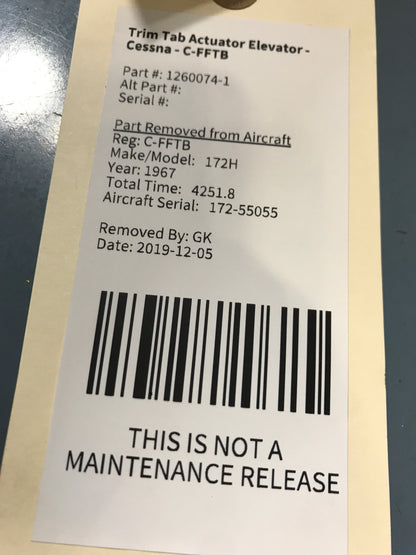 Trim Tab Actuator Elevator -
Cessna - C-FFTB
Part #: 1260074-1
Alt Part #:
Serial #:
Part Removed from Aircraft
Reg: C-FFTB
Make/Model: 172H
Year: 1967
Total Time: 4251.8
Aircraft Serial: 172-55055
Removed By: GK
Date: 2019-12-05
THIS IS NOT A
MAINTENANCE RELEASE